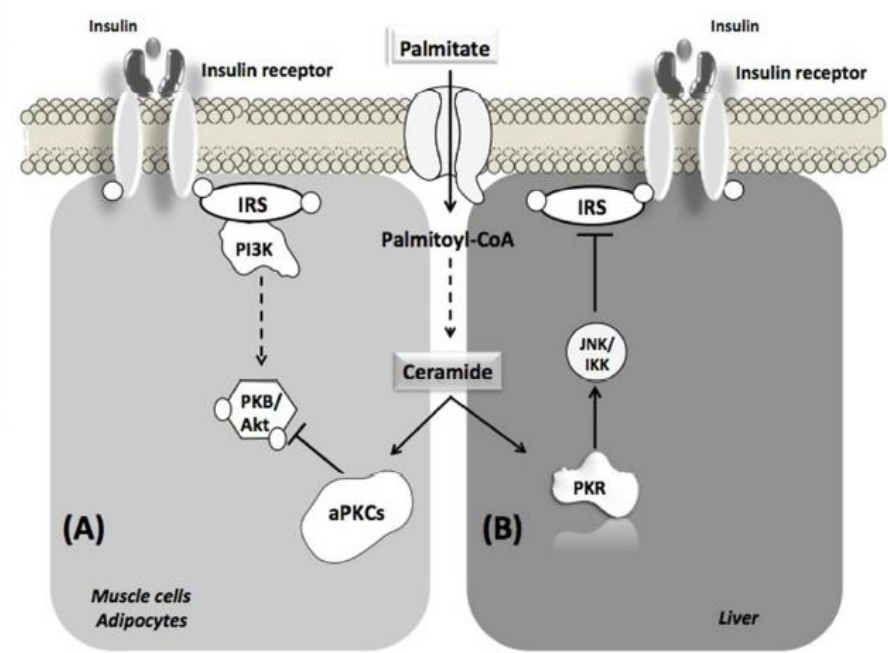 Insulin
Insulin receptor
Palmitate
Insulin
Insulin receptor
IRS
PI3K
Palmitoyl-CoA
IRS
JNK/
IKK
Ceramide
PKB/
Akt
aPKCs
PKR
(A)
(B)
Muscle cells
Adipocytes
Liver